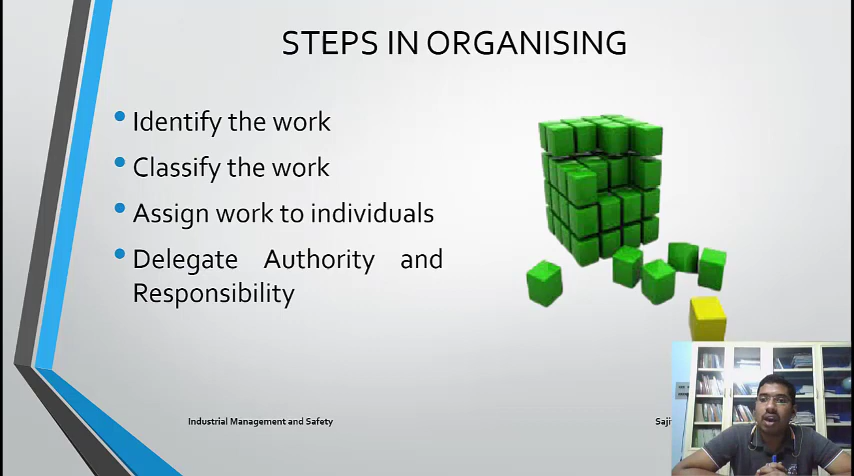 STEPS IN ORGANISING
• Identify the work
• Classify the work
• Assign work to individuals
• Delegate Authority and
Responsibility
Industrial Management and Safety